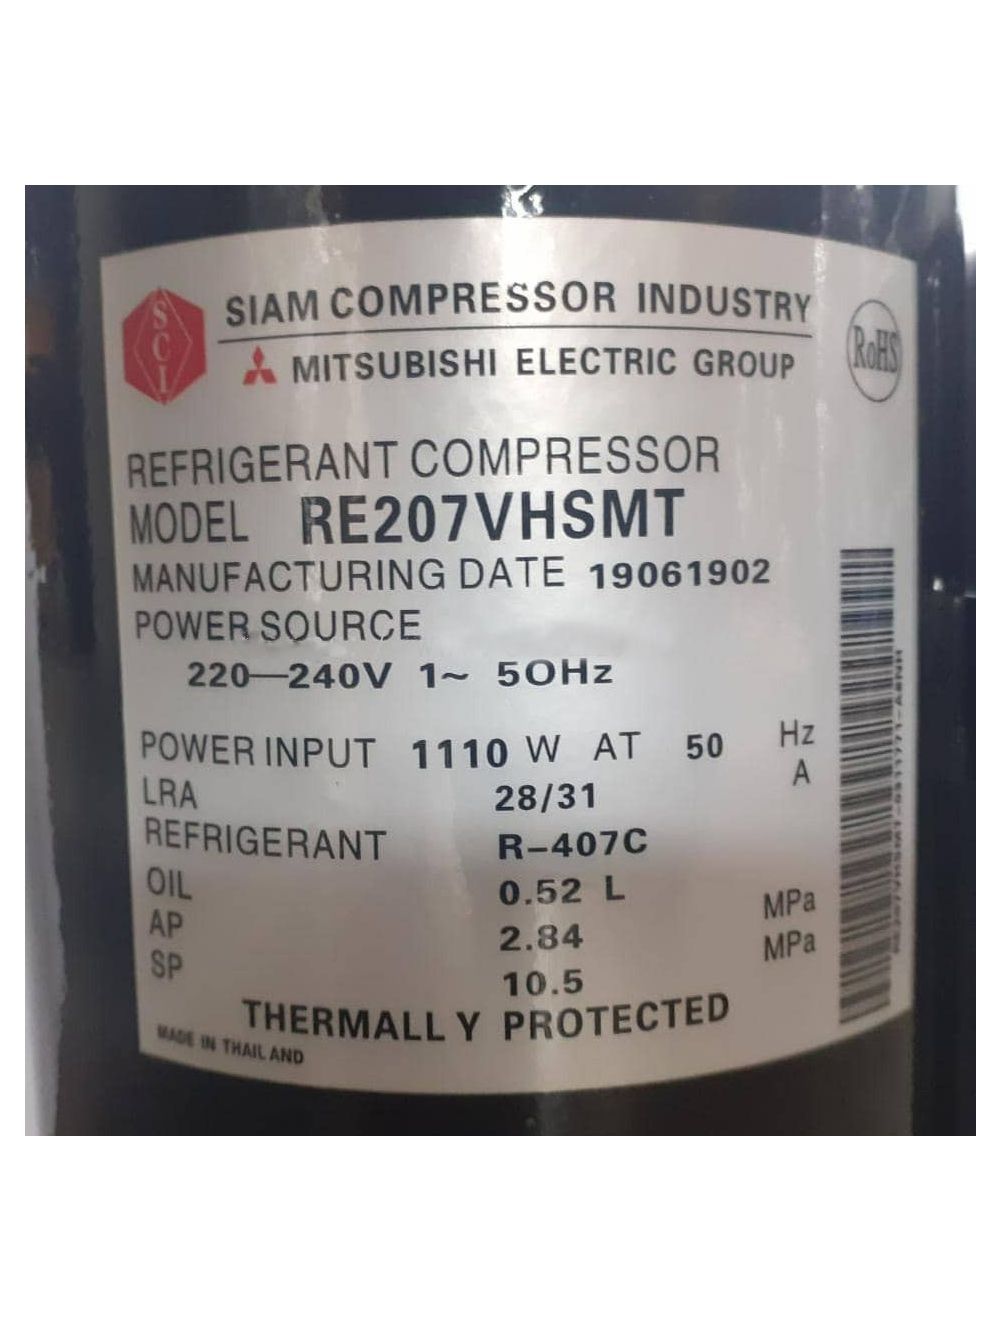 SCI
SIAM COMPRESSOR INDUSTRY
MITSUBISHI ELECTRIC GROUP
RoHS
REFRIGERANT COMPRESSOR
MODEL RE207VHSMT
MANUFACTURING DATE 19061902
POWER SOURCE
220—240V 1~ 50Hz
POWER INPUT 1110 W AT 50 Hz
LRA 28/31 A
REFRIGERANT R-407C
OIL 0.52 L
AP 2.84 MPa
SP 10.5 MPa
THERMALLY PROTECTED
MADE IN THAILAND